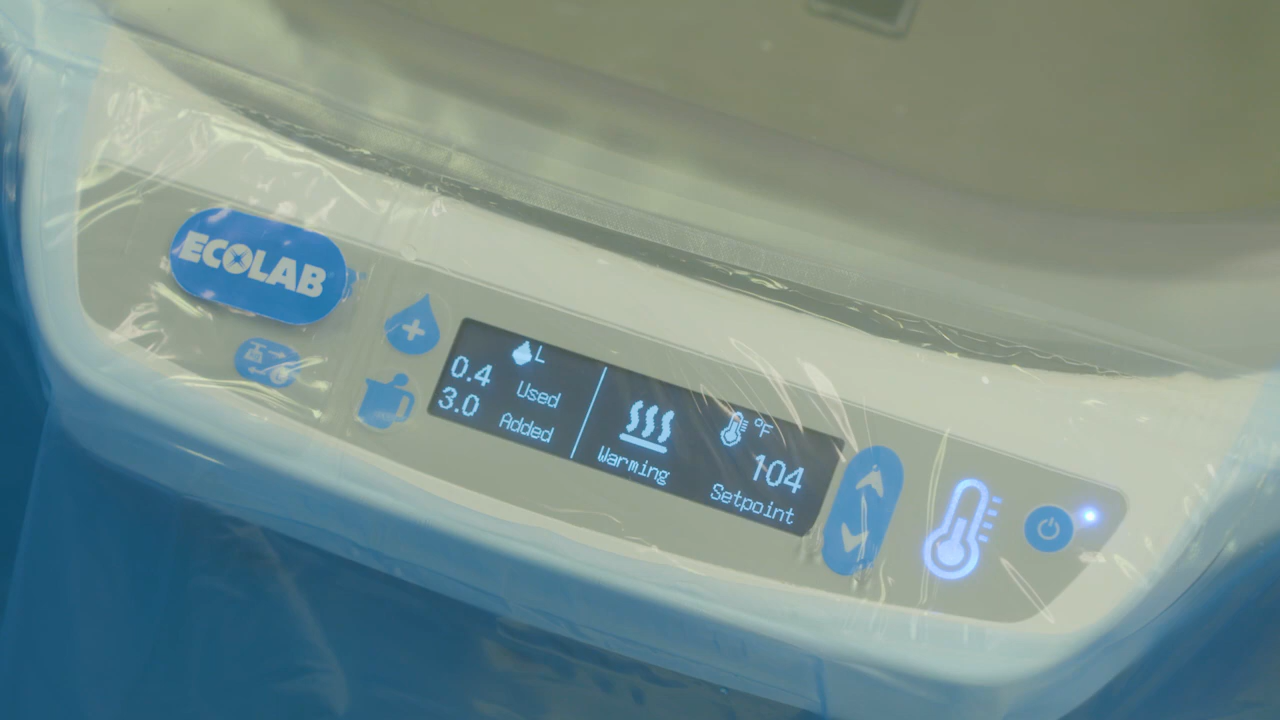 ECOLAB
L
0.4 Used
3.0 Added
Warming
°F
104
Setpoint